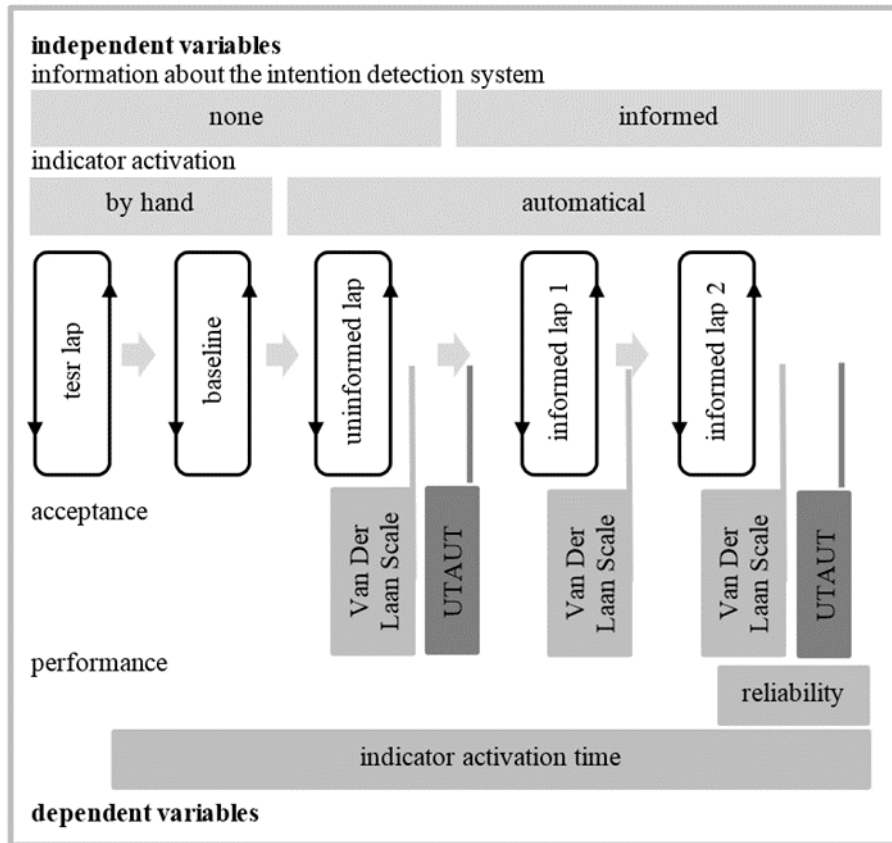 independent variables
information about the intention detection system
none
informed
indicator activation
by hand
automatical
tesr lap
baseline
uninformed lap
informed lap 1
informed lap 2
acceptance
Van Der
Laan Scale
UTAUT
Van Der
Laan Scale
Van Der
Laan Scale
UTAUT
performance
reliability
indicator activation time
dependent variables